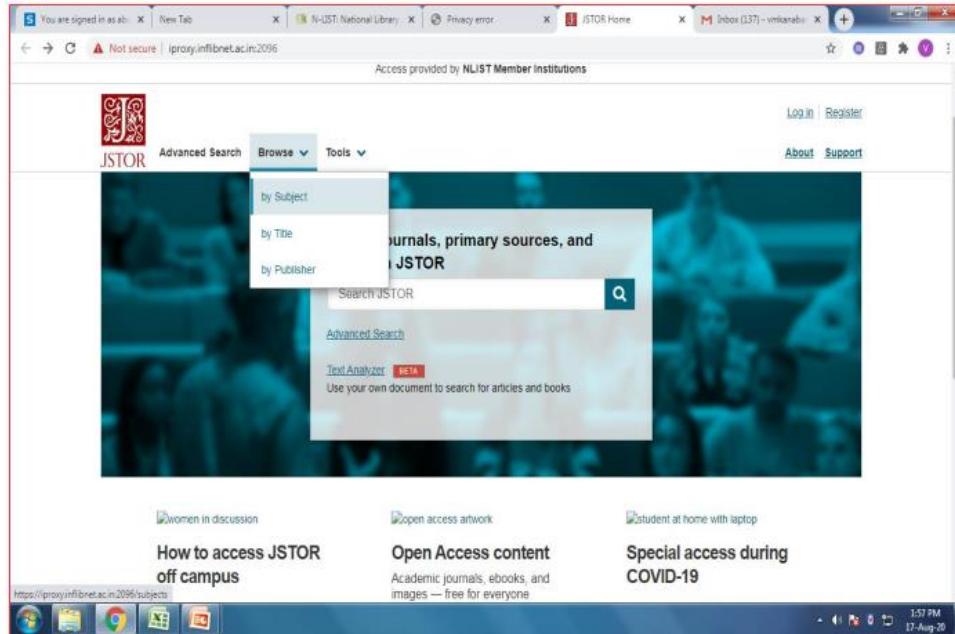 You are signed in as ab
New Tab
N-LIST: National Library
Privacy error
JSTOR Home
Inbox (137) - vmkanaba
Not secure | iproxy.inflibnet.ac.in:2096
Access provided by NLIST Member Institutions
Log in Register
JSTOR
Advanced Search Browse Tools
About Support
by Subject
by Title
by Publisher
ournals, primary sources, and
JSTOR
Search JSTOR
Advanced Search
Text Analyzer BETA
Use your own document to search for articles and books
women in discussion
open access artwork
student at home with laptop
How to access JSTOR
off campus
Open Access content
Academic journals, ebooks, and
images — free for everyone
Special access during
COVID-19
https://iproxy.inflibnet.ac.in:2096/subjects
1:57 PM
17-Aug-20